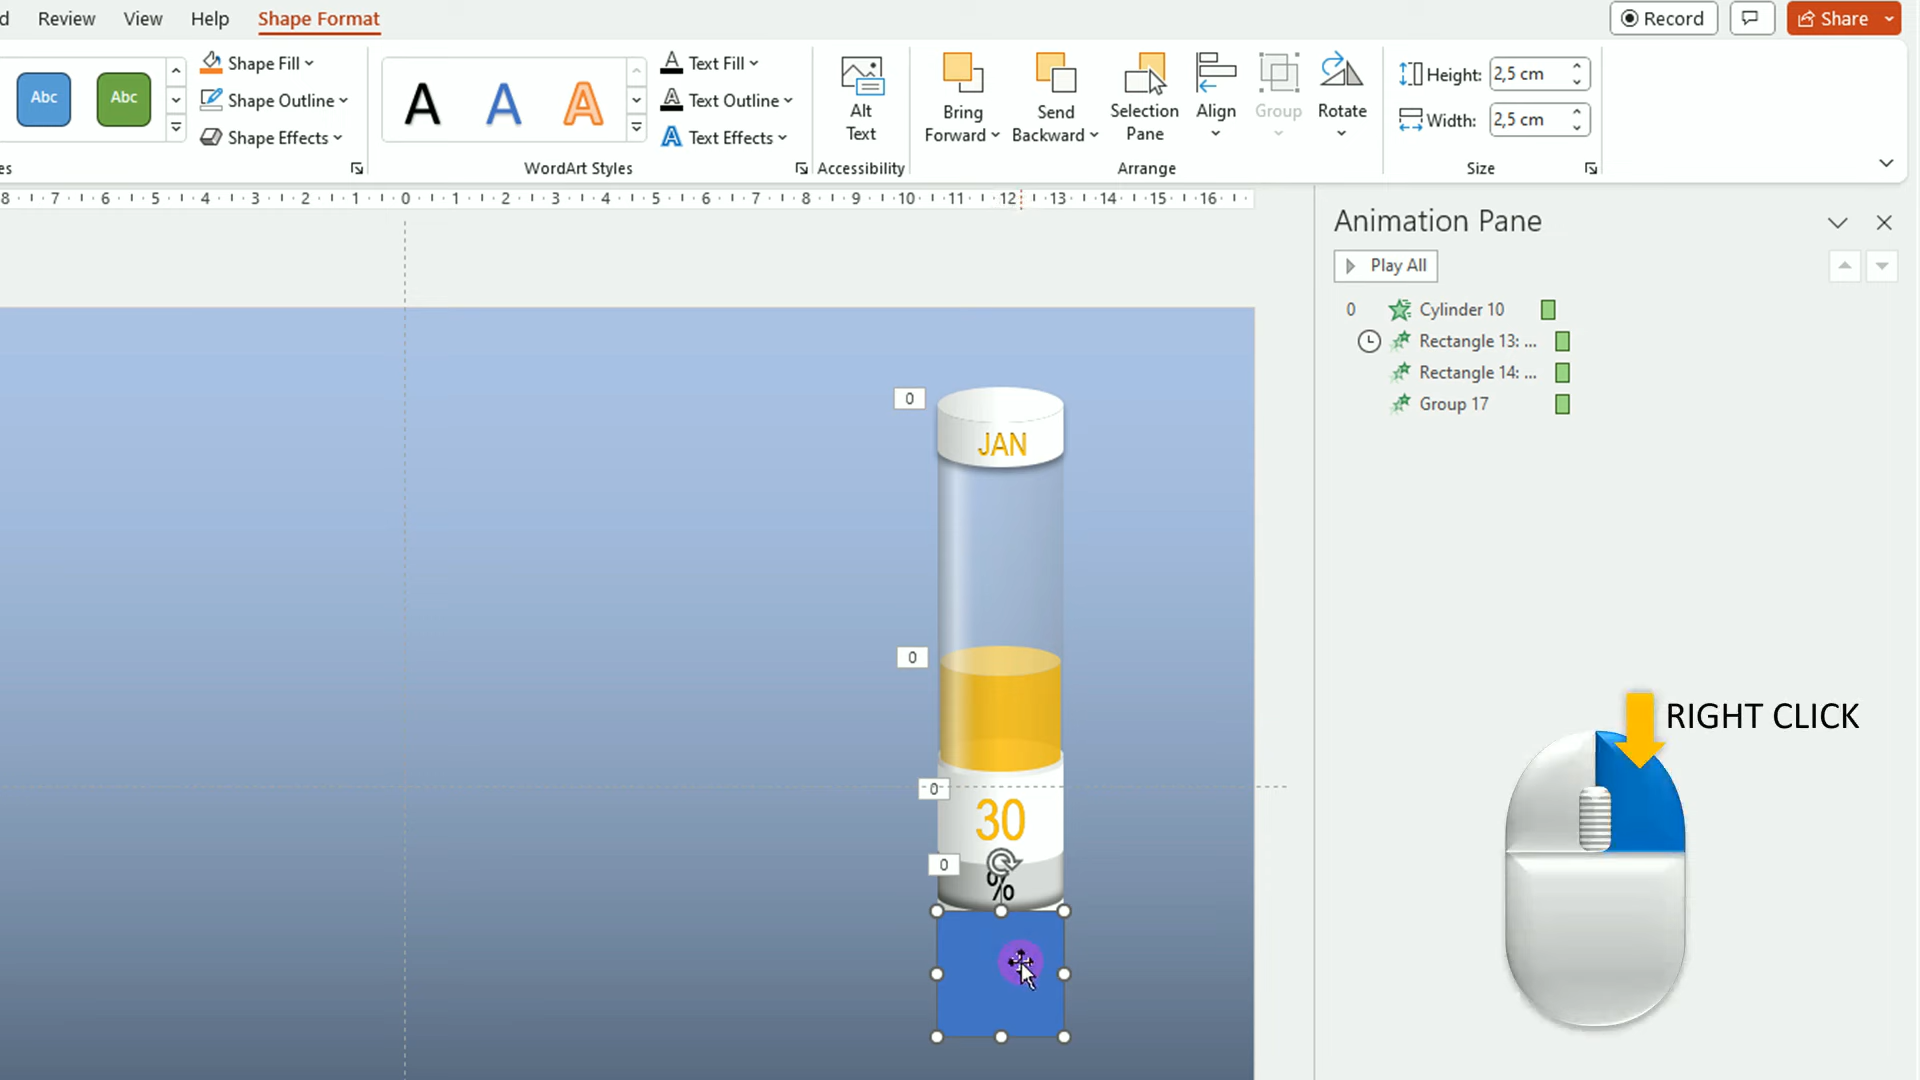 d Review View Help Shape Format Record Share
Abc Abc Shape Fill Shape Outline Shape Effects
es
A A A Text Fill Text Outline Text Effects
WordArt Styles
Alt Text
Accessibility
Bring Forward Send Backward Selection Pane Align Group Rotate
Arrange
Height: 2,5 cm
Width: 2,5 cm
Size
8 7 6 5 4 3 2 1 0 1 2 3 4 5 6 7 8 9 10 11 12 13 14 15 16
Animation Pane
Play All
0 Cylinder 10
Rectangle 13: ...
Rectangle 14: ...
Group 17
0
JAN
0
0
30
0
%
RIGHT CLICK